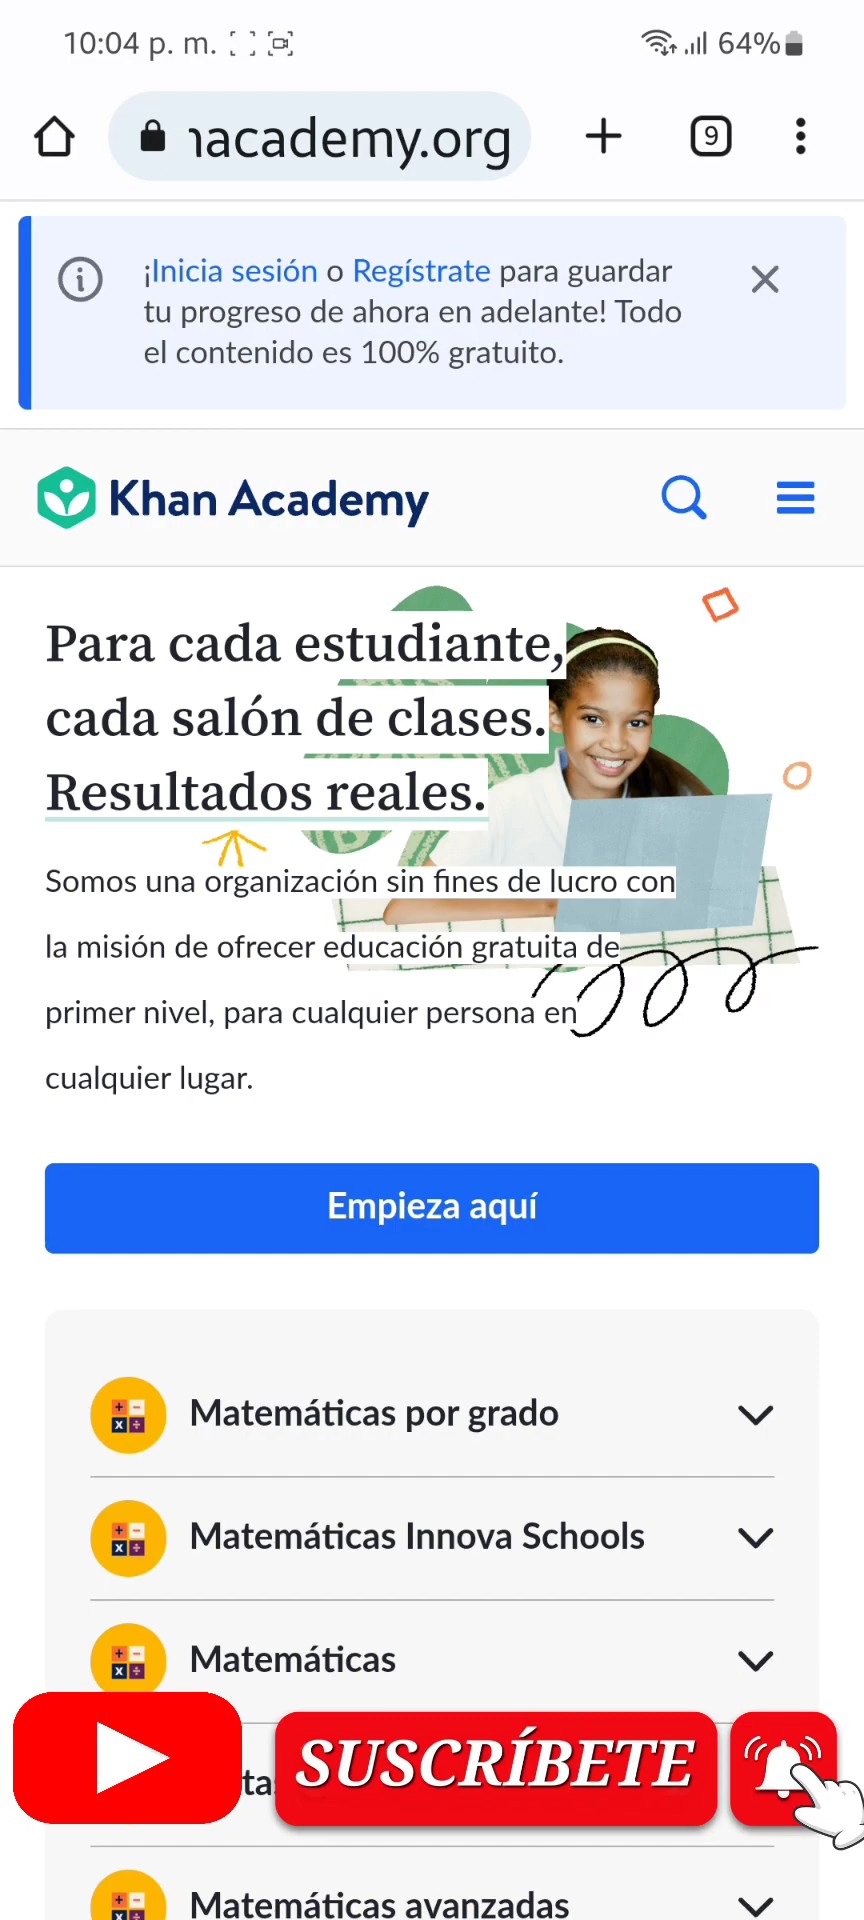 10:04 p. m.
64%
academy.org
9
¡Inicia sesión o Regístrate para guardar
tu progreso de ahora en adelante! Todo
el contenido es 100% gratuito.
Khan Academy
Para cada estudiante,
cada salón de clases.
Resultados reales.
Somos una organización sin fines de lucro con
la misión de ofrecer educación gratuita de
primer nivel, para cualquier persona en
cualquier lugar.
Empieza aquí
Matemáticas por grado
Matemáticas Innova Schools
Matemáticas
SUSCRÍBETE
Matemáticas avanzadas